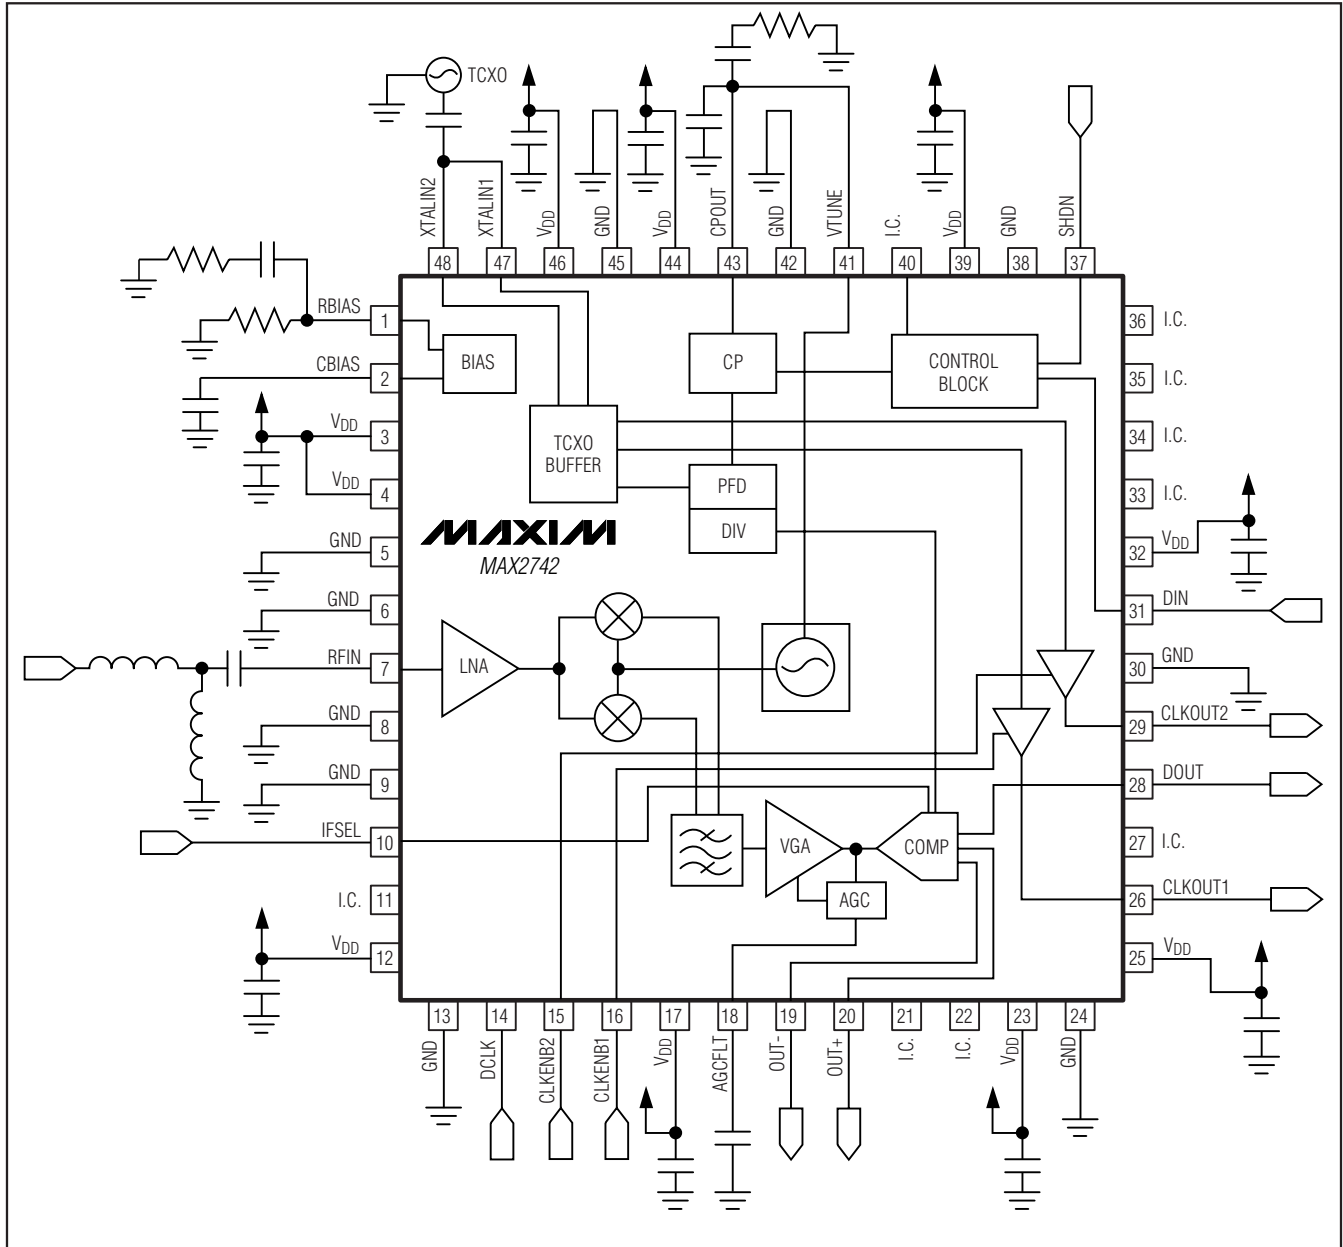 TCXO
XTALIN2
XTALIN1
VDD
GND
VDD
CPOUT
GND
VTUNE
I.C.
VDD
GND
SHDN
48
47
46
45
44
43
42
41
40
39
38
37
RBIAS
1
CBIAS
2
VDD
3
VDD
4
GND
5
GND
6
RFIN
7
GND
8
GND
9
IFSEL
10
I.C.
11
VDD
12
BIAS
CP
CONTROL
BLOCK
TCXO
BUFFER
PFD
DIV
MAXIM
MAX2742
LNA
VGA
COMP
AGC
36 I.C.
35 I.C.
34 I.C.
33 I.C.
32 VDD
31 DIN
30 GND
29 CLKOUT2
28 DOUT
27 I.C.
26 CLKOUT1
25 VDD
13
14
15
16
17
18
19
20
21
22
23
24
GND
DCLK
CLKENB2
CLKENB1
VDD
AGCFLT
OUT-
OUT+
I.C.
I.C.
VDD
GND